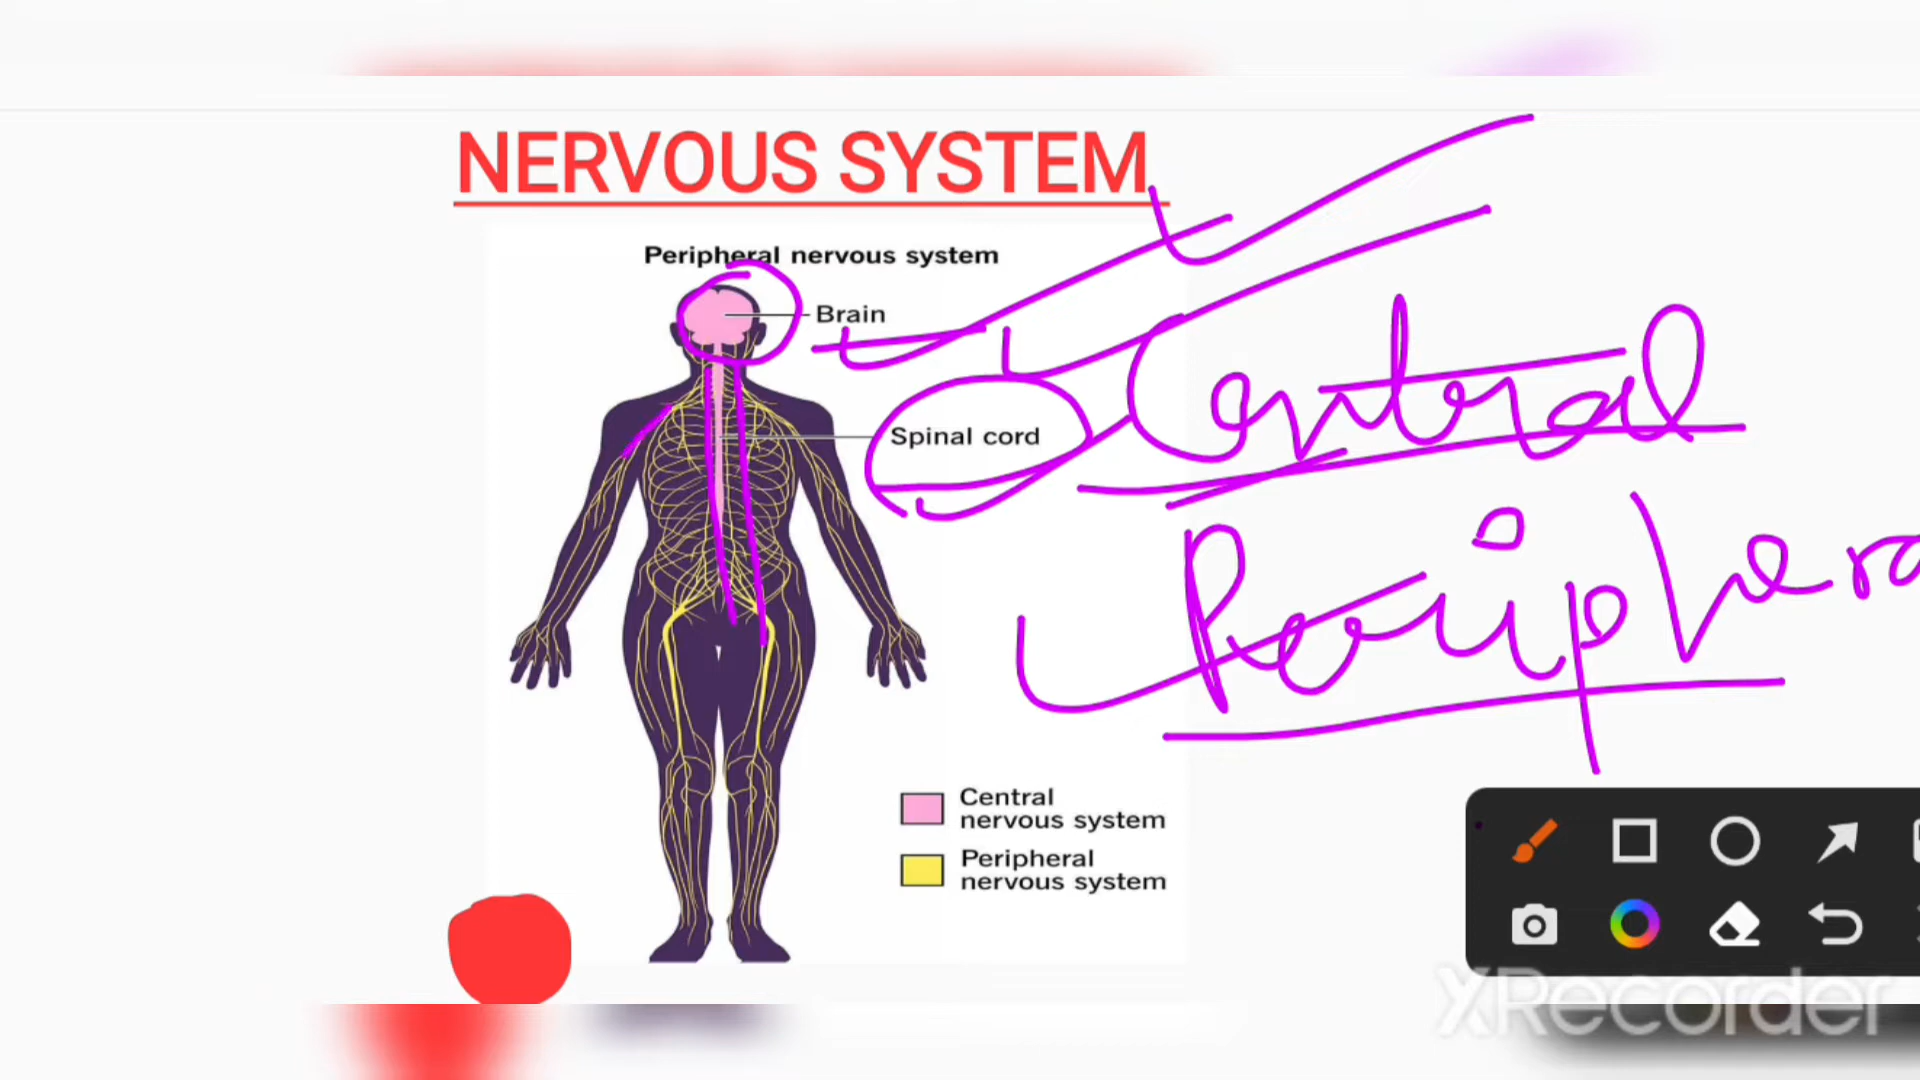 NERVOUS SYSTEM
Peripheral nervous system
Brain
Central
Spinal cord
Periphera
Central
nervous system
Peripheral
nervous system
XRecorder